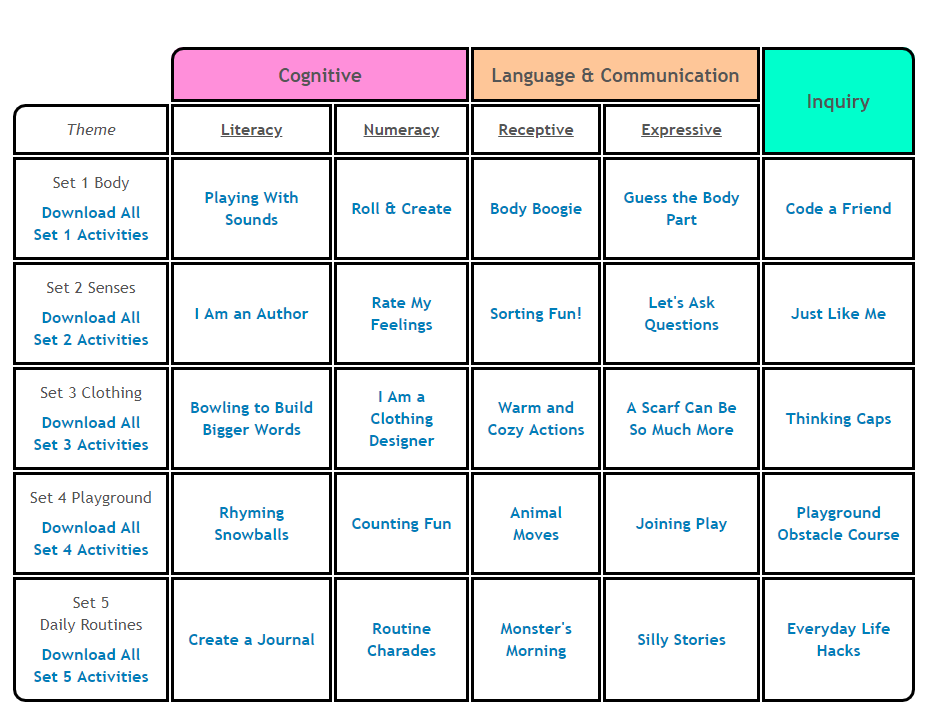 Cognitive
Language & Communication
Inquiry
Theme
Literacy
Numeracy
Receptive
Expressive
Set 1 Body
Download All
Set 1 Activities
Playing With
Sounds
Roll & Create
Body Boogie
Guess the Body
Part
Code a Friend
Set 2 Senses
Download All
Set 2 Activities
I Am an Author
Rate My
Feelings
Sorting Fun!
Let's Ask
Questions
Just Like Me
Set 3 Clothing
Download All
Set 3 Activities
Bowling to Build
Bigger Words
I Am a
Clothing
Designer
Warm and
Cozy Actions
A Scarf Can Be
So Much More
Thinking Caps
Set 4 Playground
Download All
Set 4 Activities
Rhyming
Snowballs
Counting Fun
Animal
Moves
Joining Play
Playground
Obstacle Course
Set 5
Daily Routines
Download All
Set 5 Activities
Create a Journal
Routine
Charades
Monster's
Morning
Silly Stories
Everyday Life
Hacks